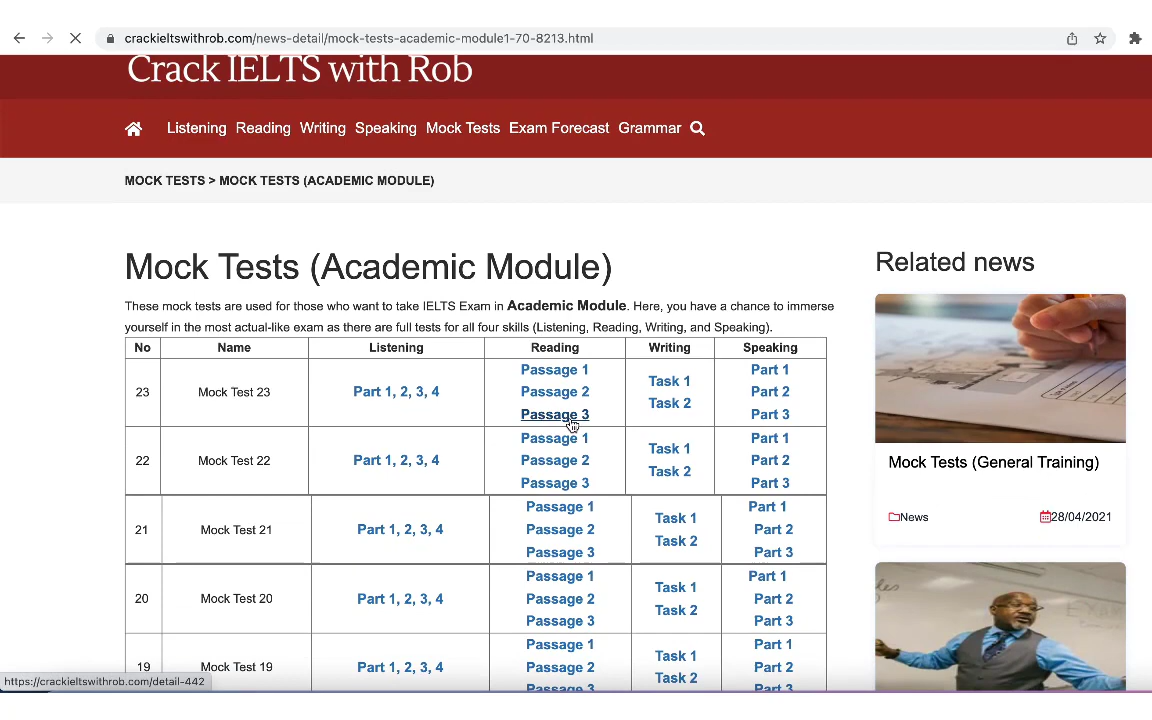 crackieltswithrob.com/news-detail/mock-tests-academic-module1-70-8213.html
Crack IELTS with Rob
Listening Reading Writing Speaking Mock Tests Exam Forecast Grammar
MOCK TESTS > MOCK TESTS (ACADEMIC MODULE)
Mock Tests (Academic Module)
These mock tests are used for those who want to take IELTS Exam in Academic Module. Here, you have a chance to immerse
yourself in the most actual-like exam as there are full tests for all four skills (Listening, Reading, Writing, and Speaking).
No Name Listening Reading Writing Speaking
23 Mock Test 23 Part 1, 2, 3, 4
Passage 1
Passage 2
Passage 3
Task 1
Task 2
Part 1
Part 2
Part 3
22 Mock Test 22 Part 1, 2, 3, 4
Passage 1
Passage 2
Passage 3
Task 1
Task 2
Part 1
Part 2
Part 3
21 Mock Test 21 Part 1, 2, 3, 4
Passage 1
Passage 2
Passage 3
Task 1
Task 2
Part 1
Part 2
Part 3
20 Mock Test 20 Part 1, 2, 3, 4
Passage 1
Passage 2
Passage 3
Task 1
Task 2
Part 1
Part 2
Part 3
19 Mock Test 19 Part 1, 2, 3, 4
Passage 1
Passage 2
Passage 3
Task 1
Task 2
Part 1
Part 2
Part 3
Related news
Mock Tests (General Training)
News 28/04/2021
https://crackieltswithrob.com/detail-442